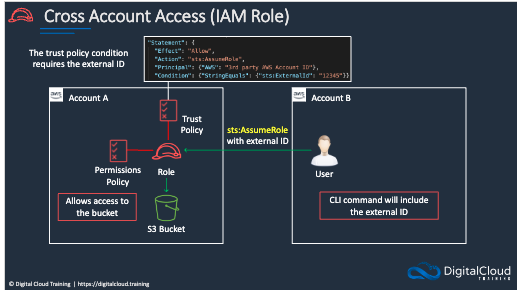 Cross Account Access (IAM Role)
The trust policy condition
requires the external ID
"Statement": {
"Effect": "Allow",
"Action": "sts:AssumeRole",
"Principal": {"AWS": "3rd party AWS Account ID"},
"Condition": {"StringEquals": {"sts:ExternalId": "12345"}}
aws
Account A
Trust
Policy
Permissions
Policy
Role
Allows access to
the bucket
S3 Bucket
sts:AssumeRole
with external ID
aws
Account B
User
CLI command will include
the external ID
© Digital Cloud Training | https://digitalcloud.training
DigitalCloud
TRAINING